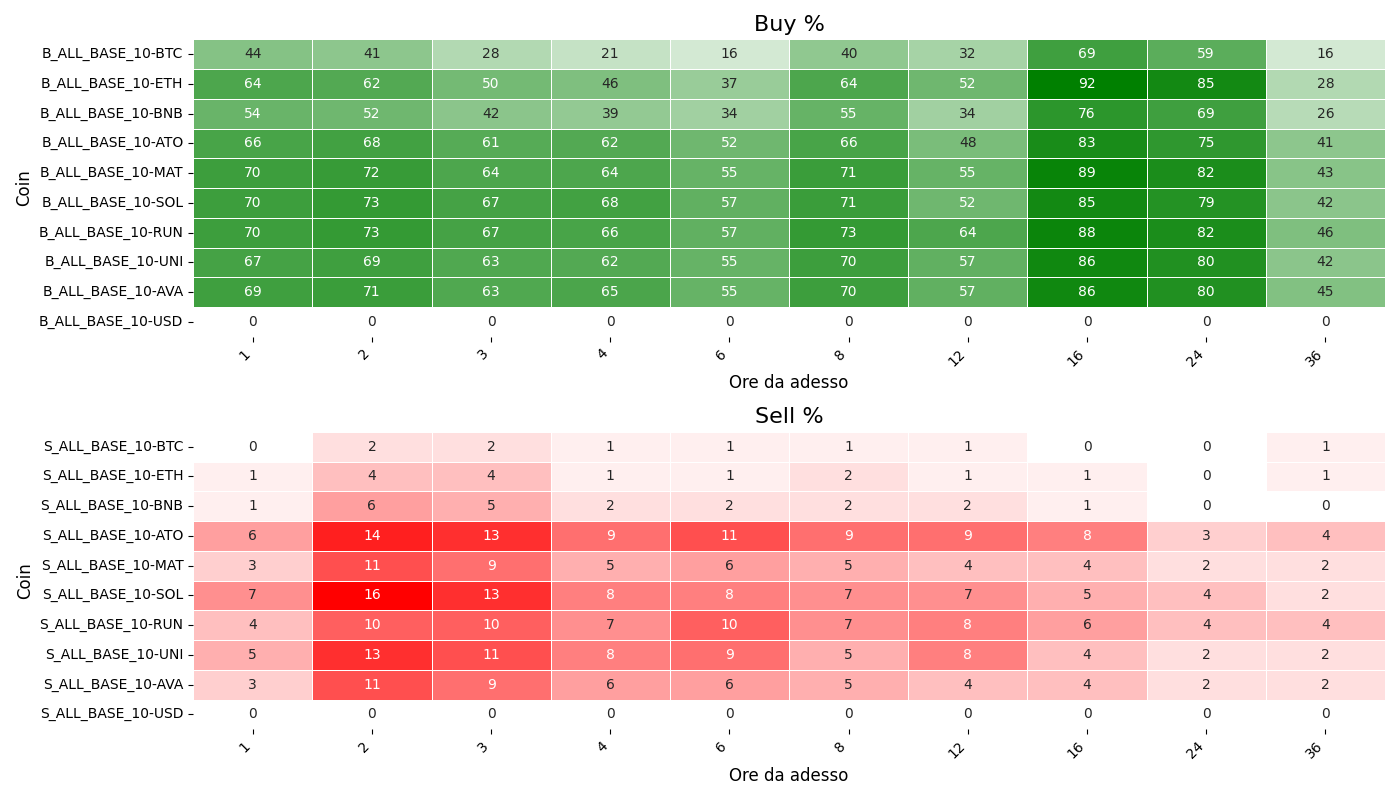 Buy %
Coin
B_ALL_BASE_10-BTC 44 41 28 21 16 40 32 69 59 16
B_ALL_BASE_10-ETH 64 62 50 46 37 64 52 92 85 28
B_ALL_BASE_10-BNB 54 52 42 39 34 55 34 76 69 26
B_ALL_BASE_10-ATO 66 68 61 62 52 66 48 83 75 41
B_ALL_BASE_10-MAT 70 72 64 64 55 71 55 89 82 43
B_ALL_BASE_10-SOL 70 73 67 68 57 71 52 85 79 42
B_ALL_BASE_10-RUN 70 73 67 66 57 73 64 88 82 46
B_ALL_BASE_10-UNI 67 69 63 62 55 70 57 86 80 42
B_ALL_BASE_10-AVA 69 71 63 65 55 70 57 86 80 45
B_ALL_BASE_10-USD 0 0 0 0 0 0 0 0 0 0
1 2 3 4 6 8 12 16 24 36
Ore da adesso
Sell %
Coin
S_ALL_BASE_10-BTC 0 2 2 1 1 1 1 0 0 1
S_ALL_BASE_10-ETH 1 4 4 1 1 2 1 1 0 1
S_ALL_BASE_10-BNB 1 6 5 2 2 2 2 1 0 0
S_ALL_BASE_10-ATO 6 14 13 9 11 9 9 8 3 4
S_ALL_BASE_10-MAT 3 11 9 5 6 5 4 4 2 2
S_ALL_BASE_10-SOL 7 16 13 8 8 7 7 5 4 2
S_ALL_BASE_10-RUN 4 10 10 7 10 7 8 6 4 4
S_ALL_BASE_10-UNI 5 13 11 8 9 5 8 4 2 2
S_ALL_BASE_10-AVA 3 11 9 6 6 5 4 4 2 2
S_ALL_BASE_10-USD 0 0 0 0 0 0 0 0 0 0
1 2 3 4 6 8 12 16 24 36
Ore da adesso